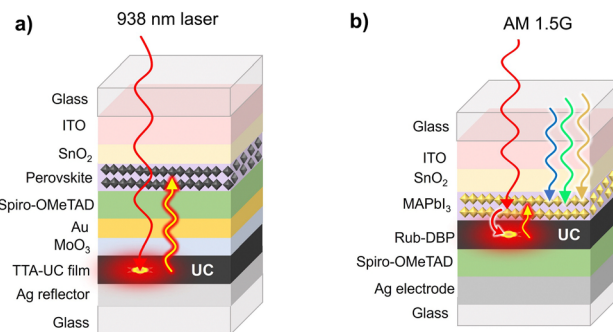 a)
938 nm laser
Glass
ITO
SnO₂
Perovskite
Spiro-OMeTAD
Au
MoO₃
TTA-UC film
UC
Ag reflector
Glass
b)
AM 1.5G
Glass
ITO
SnO₂
MAPbI₃
Rub-DBP
UC
Spiro-OMeTAD
Ag electrode
Glass